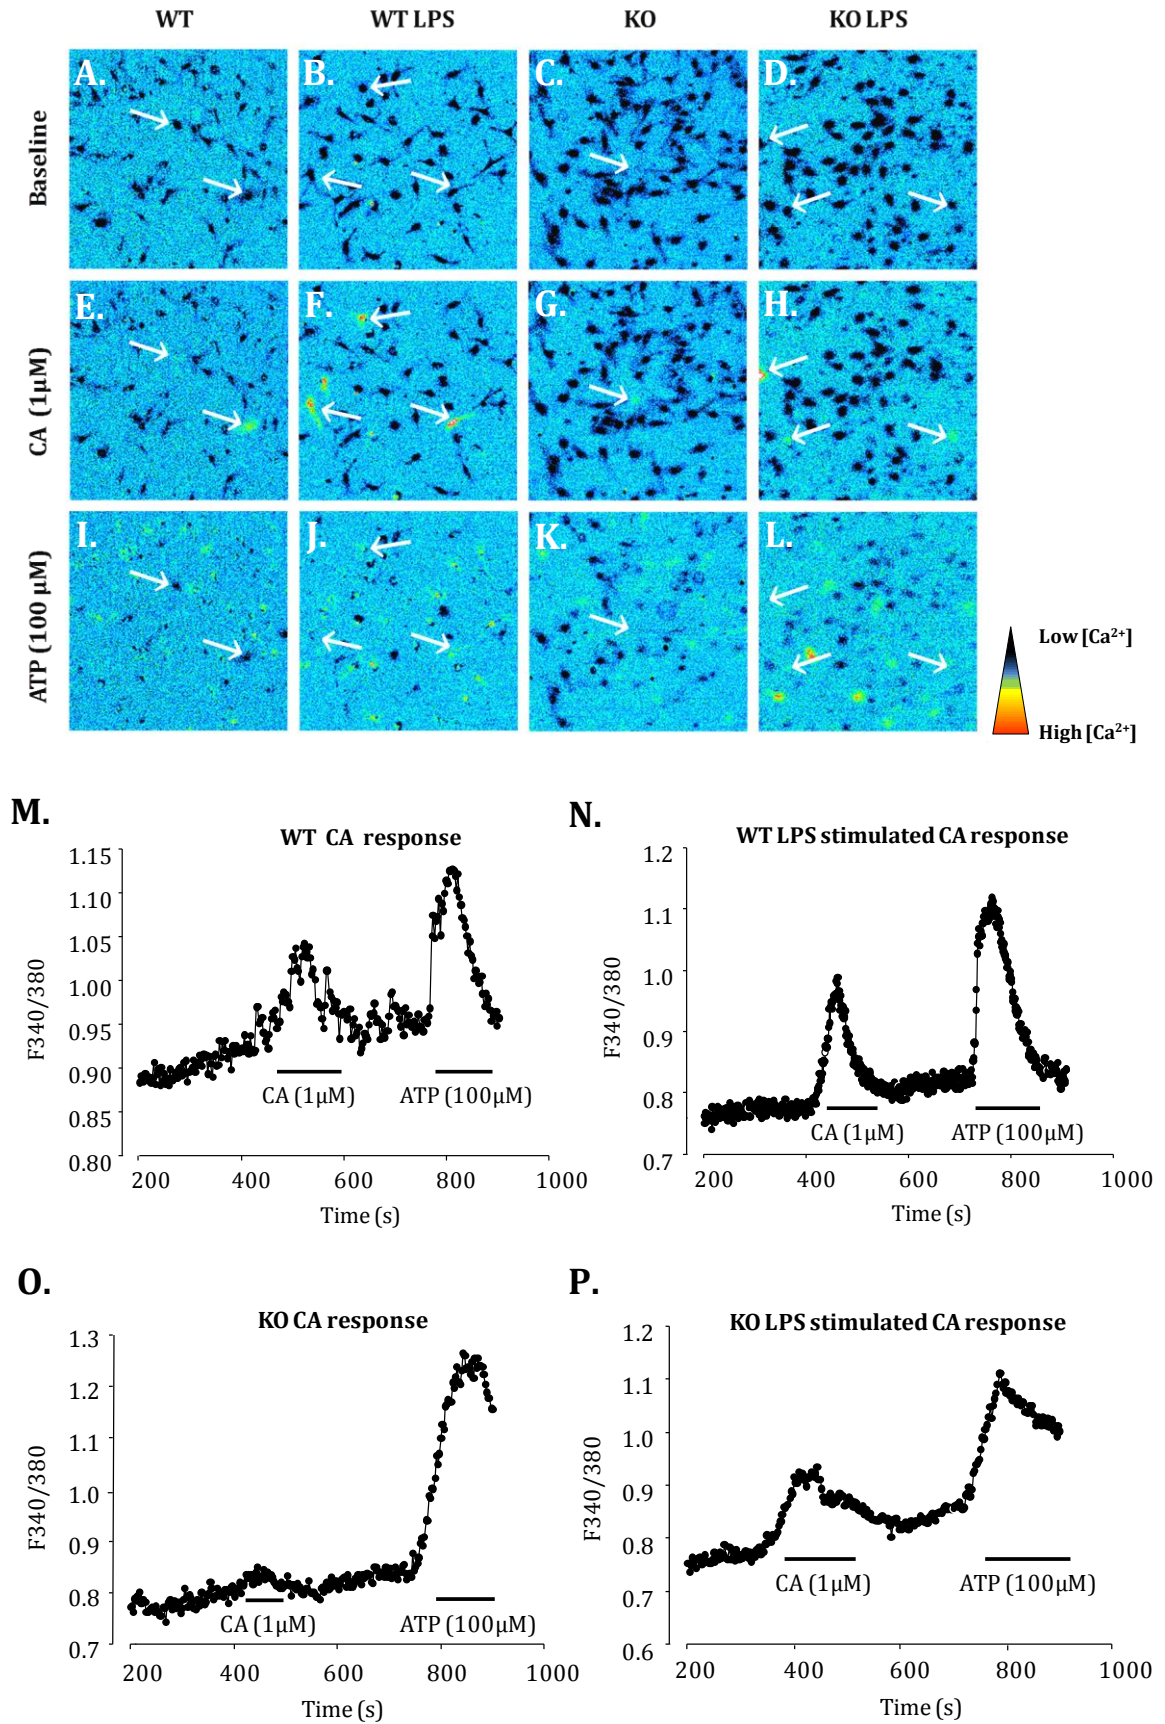 WT WT LPS KO KO LPS
Baseline
A. B. C. D.
CA (1μM)
E. F. G. H.
ATP (100 μM)
I. J. K. L.
Low [Ca²⁺]
High [Ca²⁺]
M.
WT CA response
1.15
1.10
1.05
1.00
0.95
0.90
0.85
0.80
F340/380
CA (1μM) ATP (100μM)
200 400 600 800 1000
Time (s)
N.
WT LPS stimulated CA response
1.2
1.1
1.0
0.9
0.8
0.7
F340/380
CA (1μM) ATP (100μM)
200 400 600 800 1000
Time (s)
O.
KO CA response
1.3
1.2
1.1
1.0
0.9
0.8
0.7
F340/380
CA (1μM) ATP (100μM)
200 400 600 800 1000
Time (s)
P.
KO LPS stimulated CA response
1.2
1.1
1.0
0.9
0.8
0.7
0.6
F340/380
CA (1μM) ATP (100μM)
200 400 600 800 1000
Time (s)